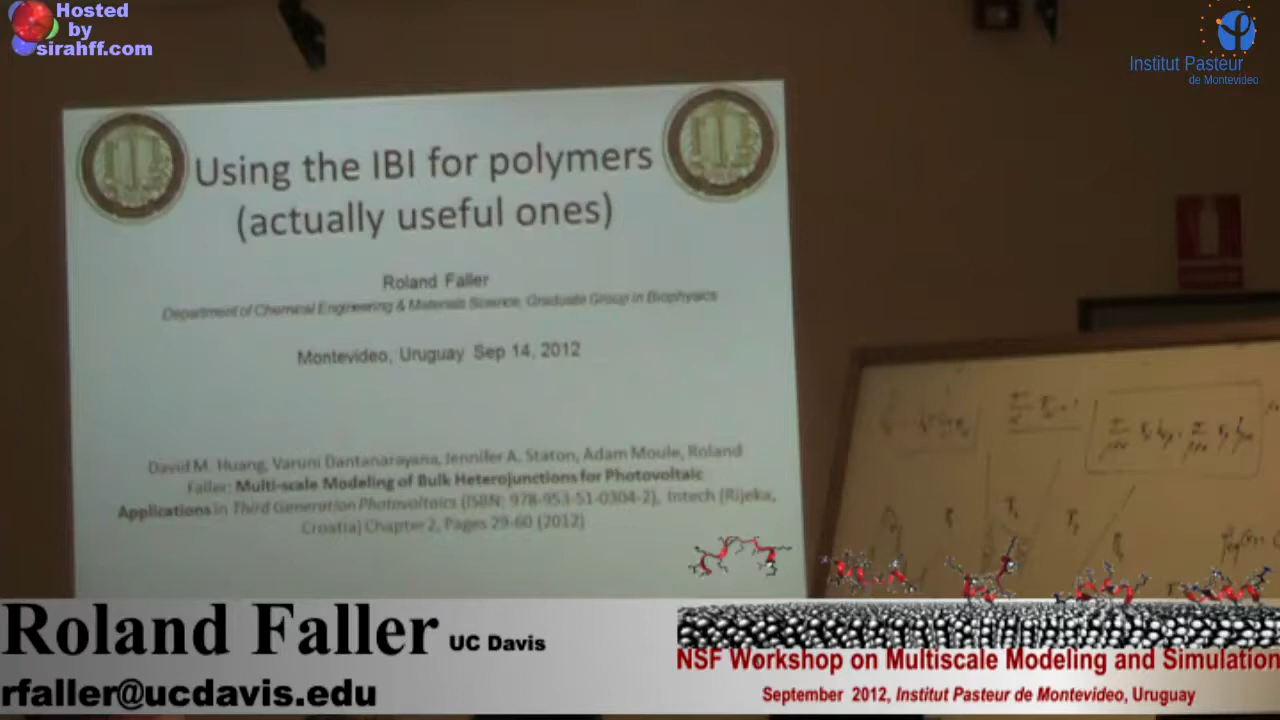 Hosted
by
sirahff.com
Institut Pasteur
de Montevideo
Using the IBI for polymers
(actually useful ones)
Roland Faller
Department of Chemical Engineering & Materials Science, Graduate Group in Biophysics
Montevideo, Uruguay Sep 14, 2012
David M. Huang, Varuni Dantanarayana, Jennifer A. Staton, Adam Moule, Roland
Faller: Multi-scale Modeling of Bulk Heterojunctions for Photovoltaic
Applications in Third Generation Photovoltaics (ISBN: 978-953-51-0304-2), Intech (Rijeka,
Croatia) Chapter 2, Pages 29-60 (2012)
Roland Faller UC Davis
rfaller@ucdavis.edu
NSF Workshop on Multiscale Modeling and Simulation
September 2012, Institut Pasteur de Montevideo, Uruguay